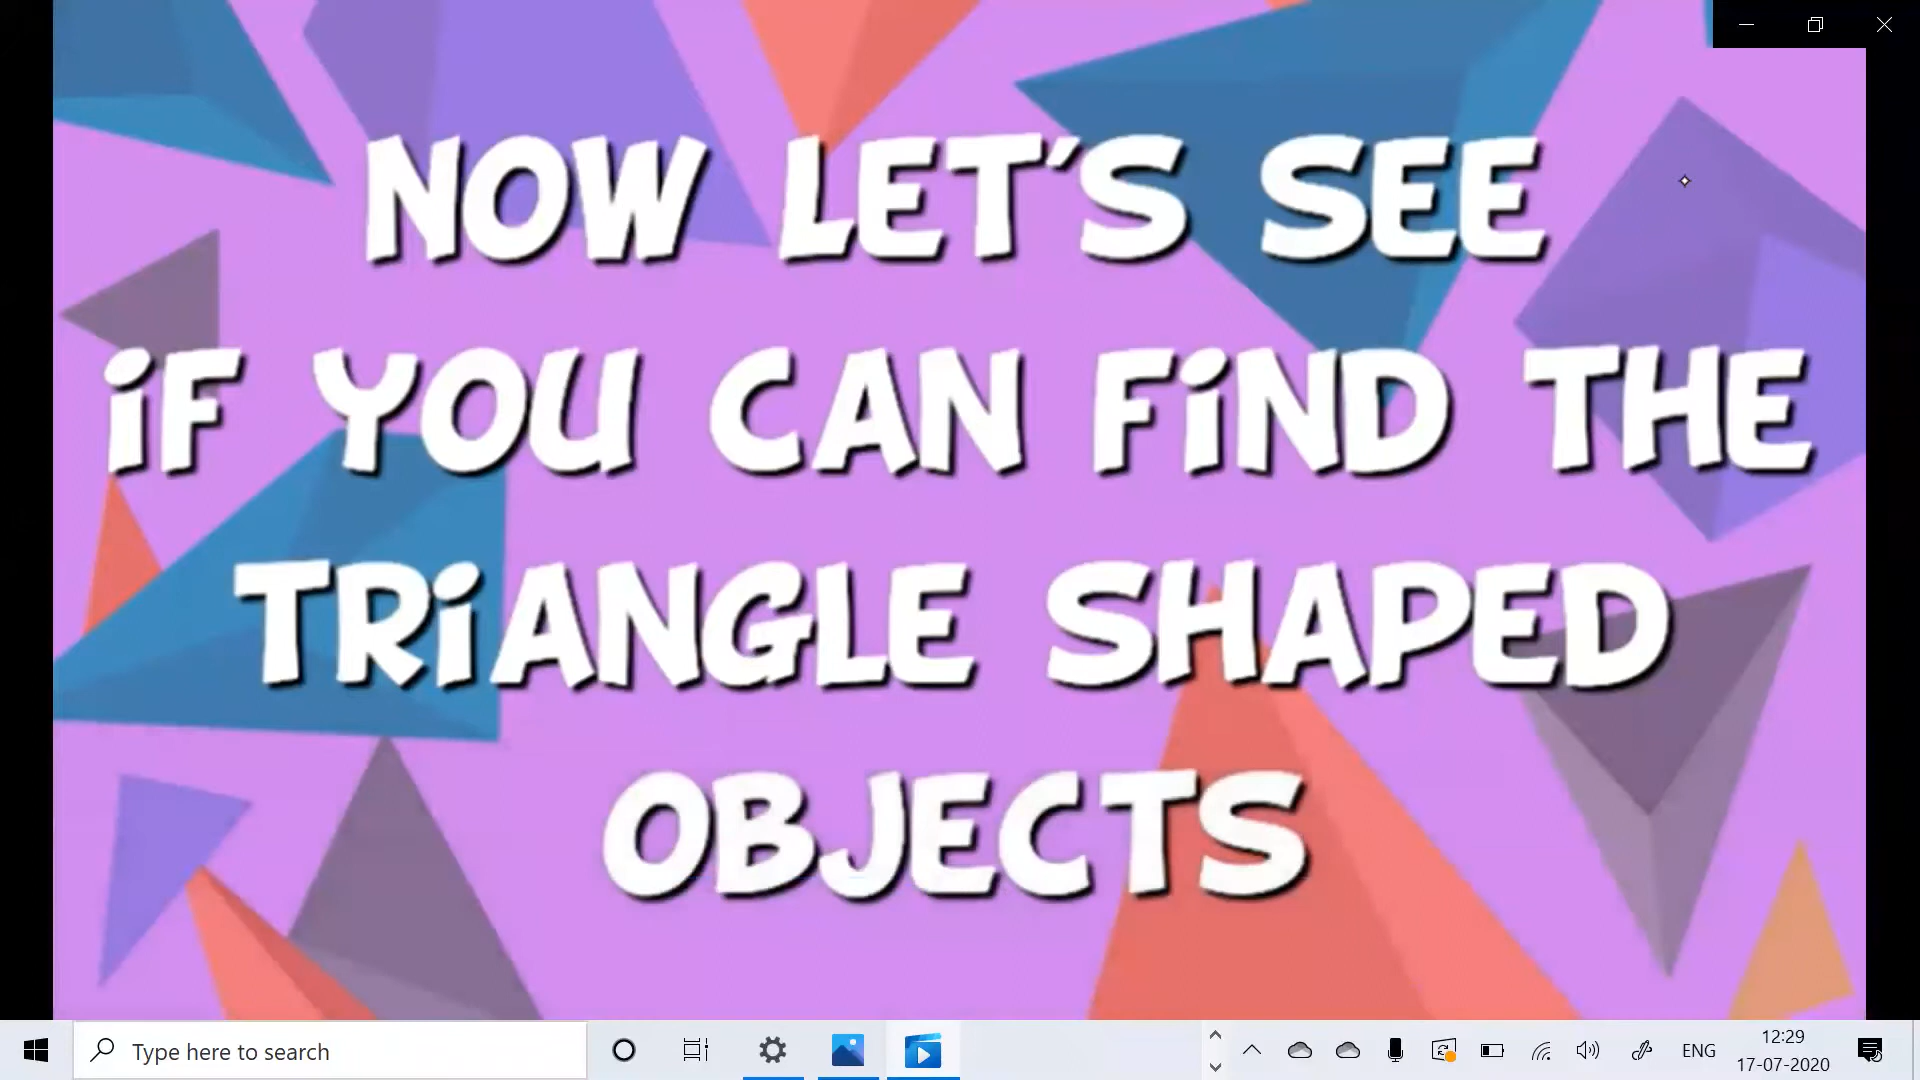 NOW LET'S SEE
iF YOU CAN FiND THE
TRiANGLE SHAPED
OBJECTS
Type here to search
ENG
12:29
17-07-2020